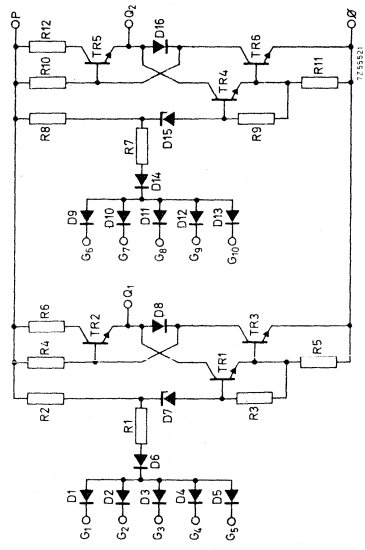 P
R2
R4
R6
TR2
Q1
D8
R1
D7
TR1
TR3
R3
R5
D6
D1
D2
D3
D4
D5
G1
G2
G3
G4
G5
R8
R10
R12
TR5
Q2
D16
R7
D15
TR4
TR6
R9
R11
D14
D9
D10
D11
D12
D13
G6
G7
G8
G9
G10
Ø
7Z55521